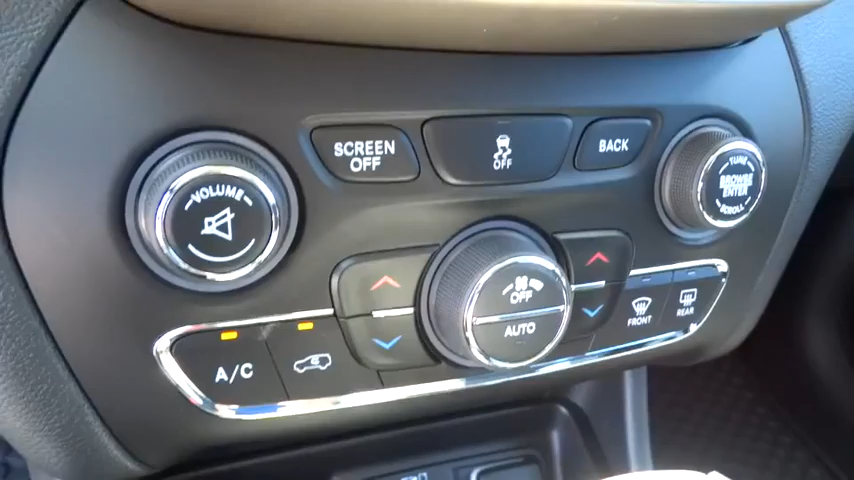 SCREEN
OFF
OFF
BACK
VOLUME
TUNE
BROWSE
ENTER
SCROLL
OFF
AUTO
FRONT
REAR
A/C